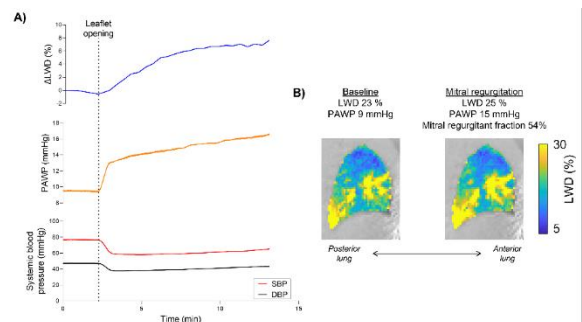 A)
Leaflet
opening
ΔLWD (%)
8
6
4
2
0
-2
PAWP
(mmHg)
18
16
14
12
10
8
Systemic blood
pressure (mmHg)
100
80
60
40
20
0
SBP
DBP
0
5
10
15
Time (min)
B)
Baseline
LWD 23 %
PAWP 9 mmHg
Mitral regurgitation
LWD 25 %
PAWP 15 mmHg
Mitral regurgitant fraction 54%
30
LWD (%)
5
Posterior
lung
Anterior
lung